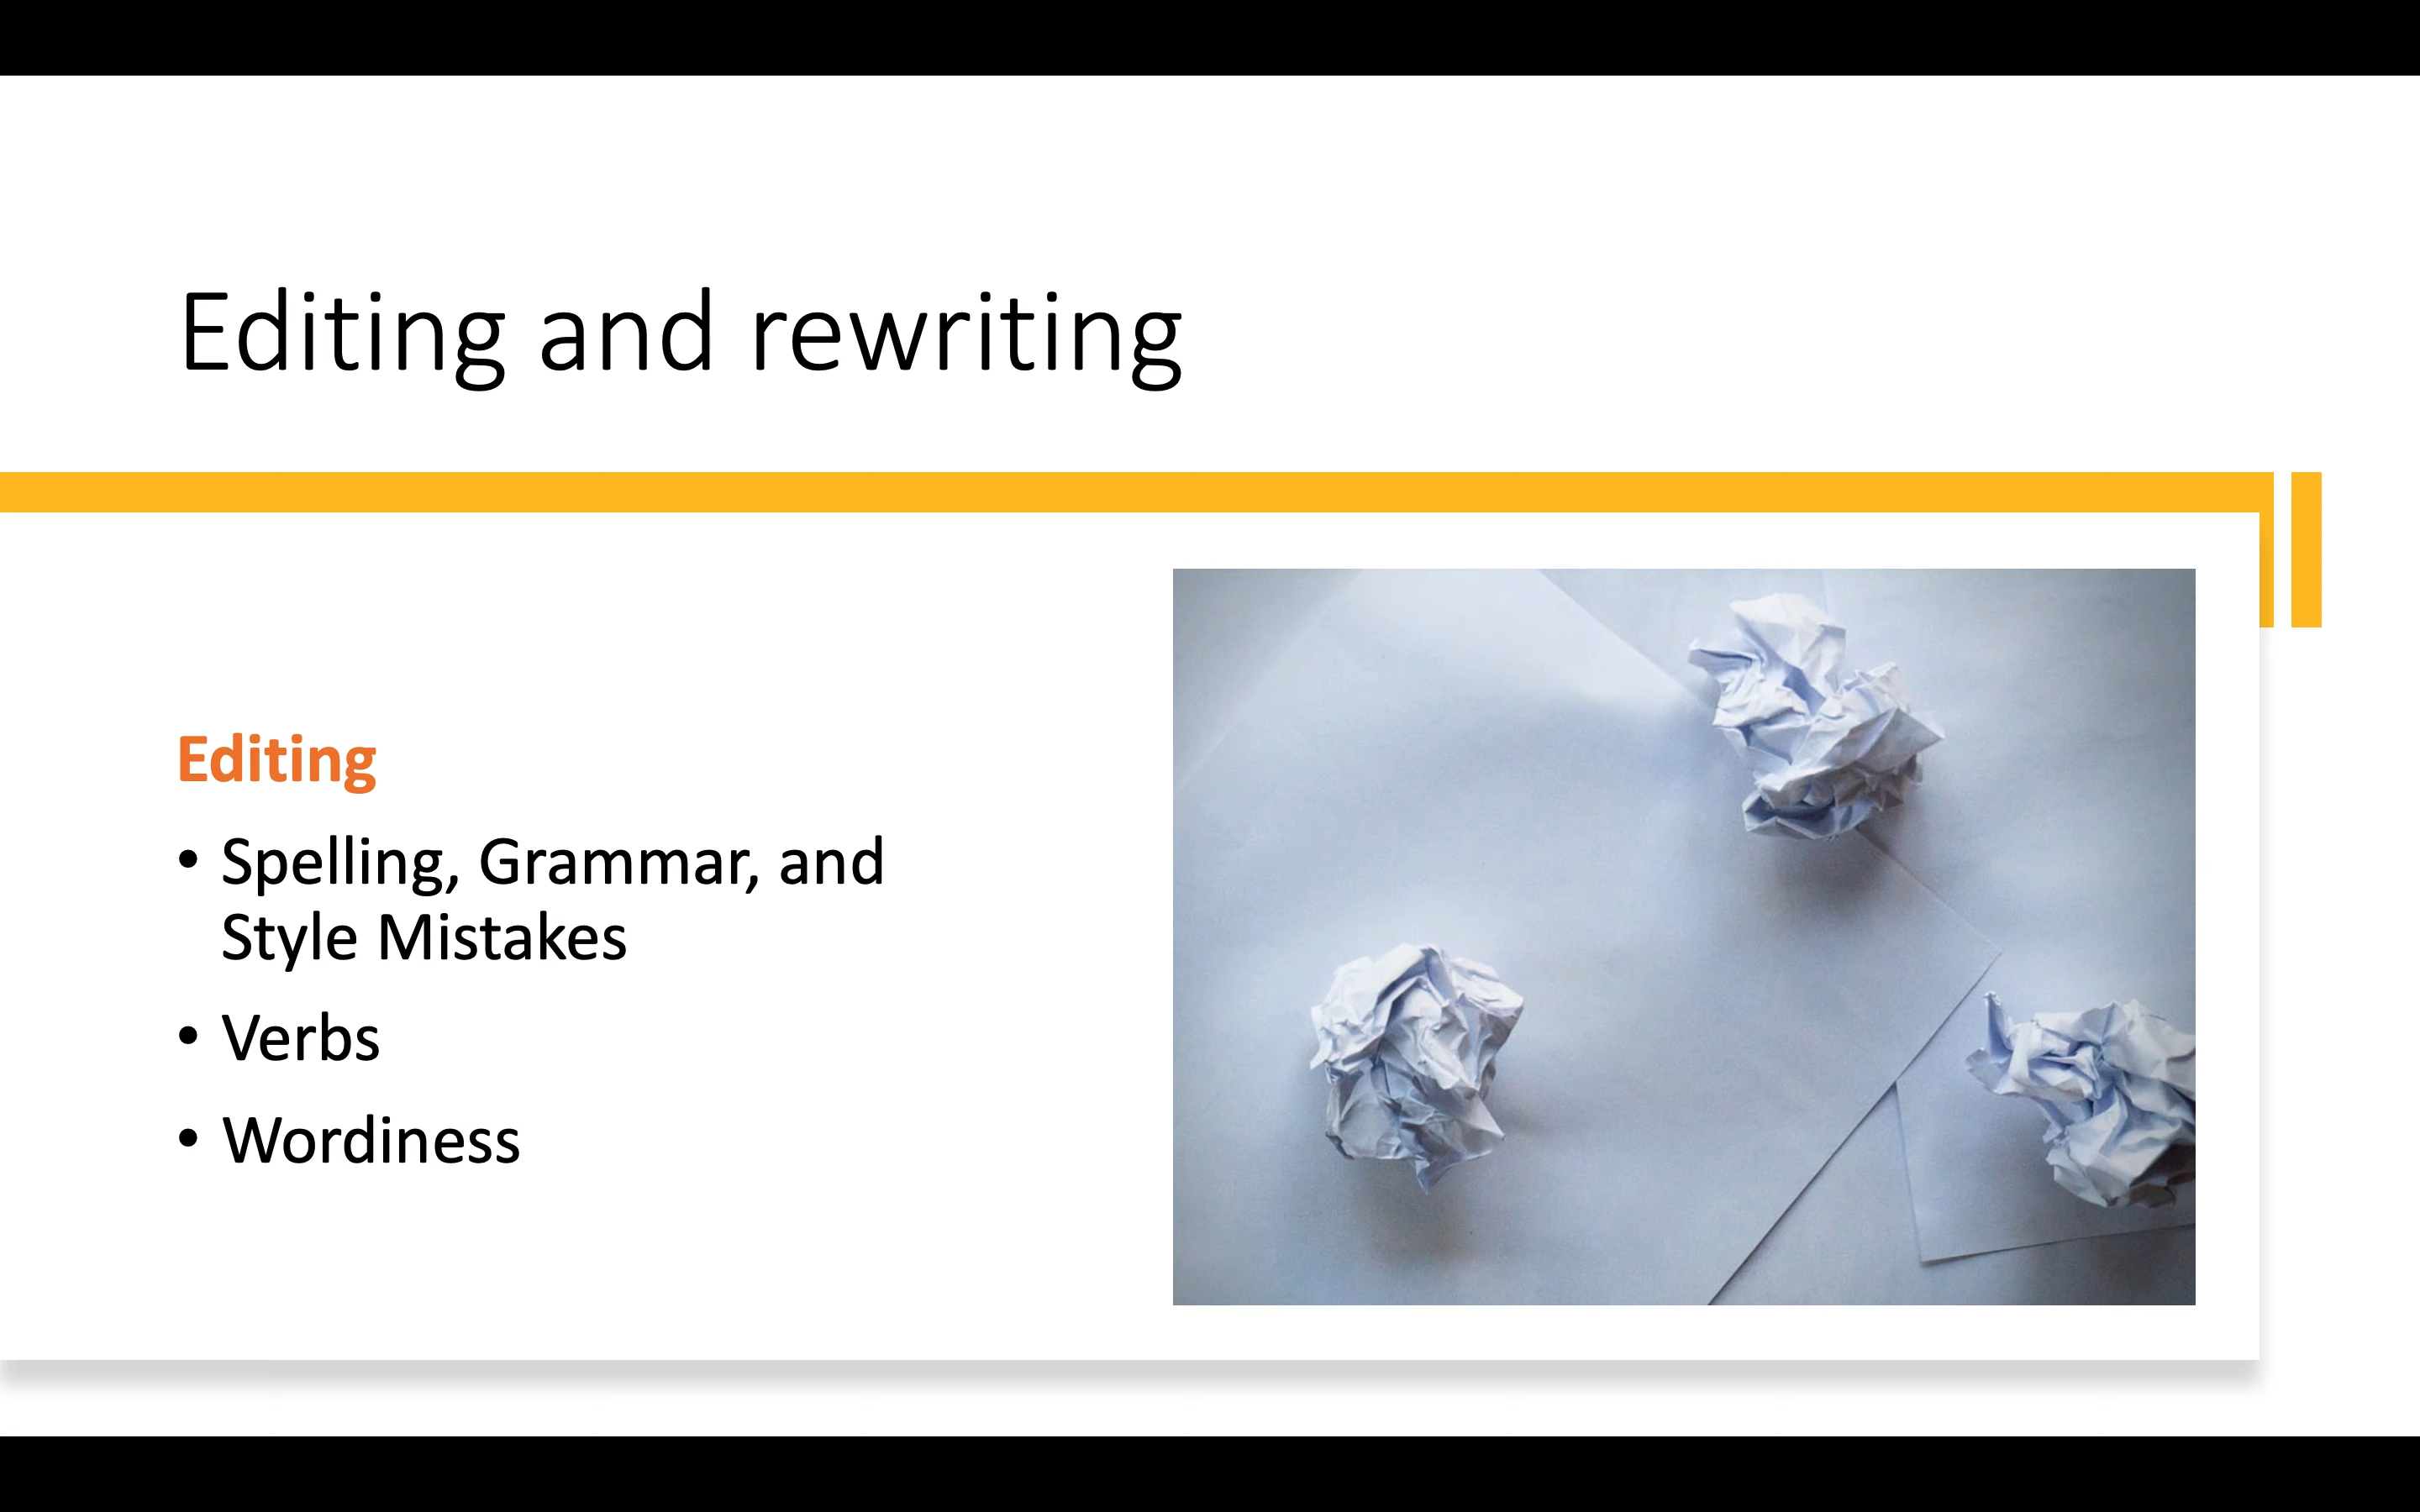 Editing and rewriting
Editing
• Spelling, Grammar, and
Style Mistakes
• Verbs
• Wordiness